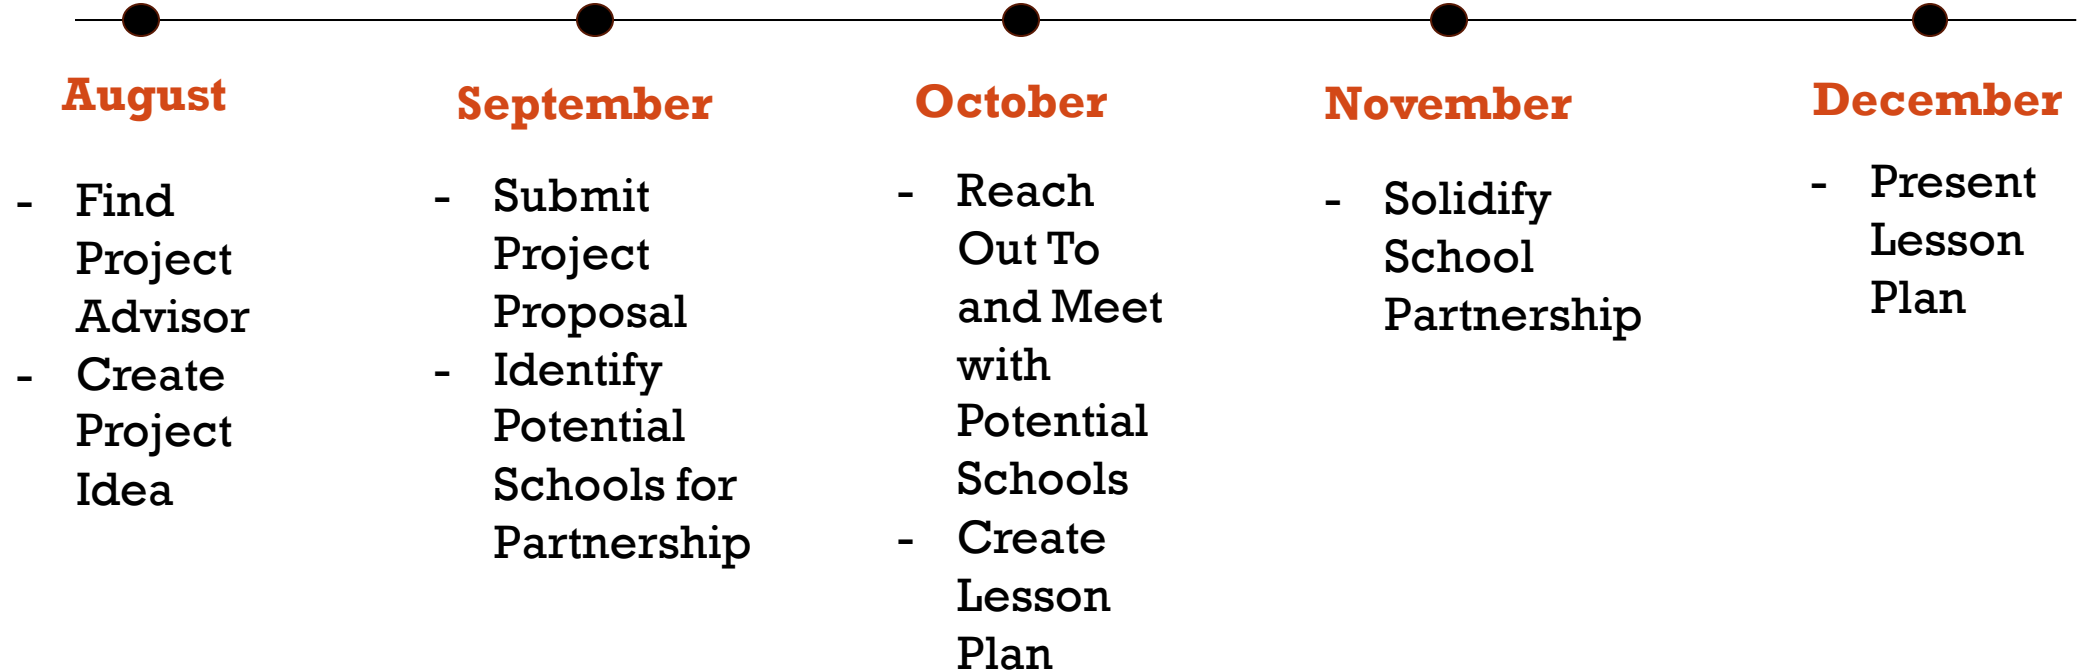 August
- Find
Project
Advisor
- Create
Project
Idea
September
- Submit
Project
Proposal
- Identify
Potential
Schools for
Partnership
October
- Reach
Out To
and Meet
with
Potential
Schools
- Create
Lesson
Plan
November
- Solidify
School
Partnership
December
- Present
Lesson
Plan